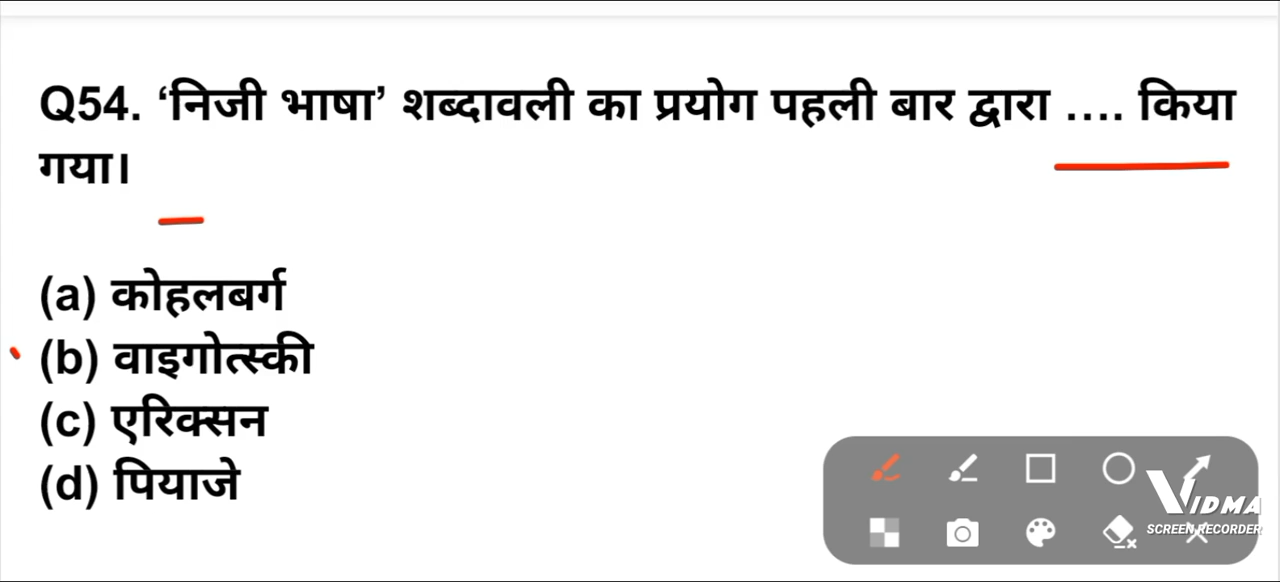 Q54. ‘निजी भाषा’ शब्दावली का प्रयोग पहली बार द्वारा .... किया
गया।
(a) कोहलबर्ग
(b) वाइगोत्स्की
(c) एरिक्सन
(d) पियाजे
VIDMA
SCREEN RECORDER